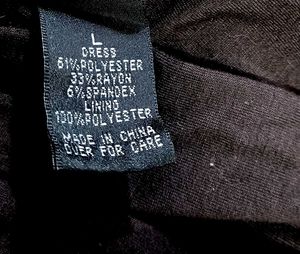 L
DRESS
61%POLYESTER
33%RAYON
6%SPANDEX
LINING
100%POLYESTER
MADE IN CHINA
OVER FOR CARE